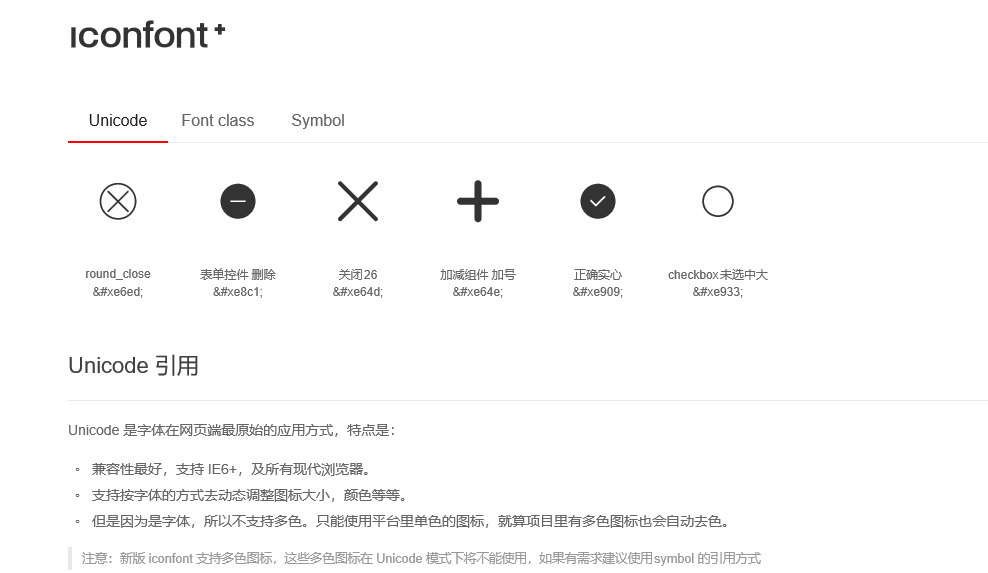 iconfont+
Unicode Font class Symbol
round_close 表单控件 删除 关闭26 加减组件 加号 正确实心 checkbox未选中大
&#xe6ed; &#xe8c1; &#xe64d; &#xe64e; &#xe909; &#xe933;
Unicode 引用
Unicode 是字体在网页端最原始的应用方式，特点是：
兼容性最好，支持 IE6+，及所有现代浏览器。
支持按字体的方式去动态调整图标大小，颜色等等。
但是因为是字体，所以不支持多色。只能使用平台里单色的图标，就算项目里有多色图标也会自动去色。
注意：新版 iconfont 支持多色图标，这些多色图标在 Unicode 模式下将不能使用，如果有需求建议使用symbol 的引用方式